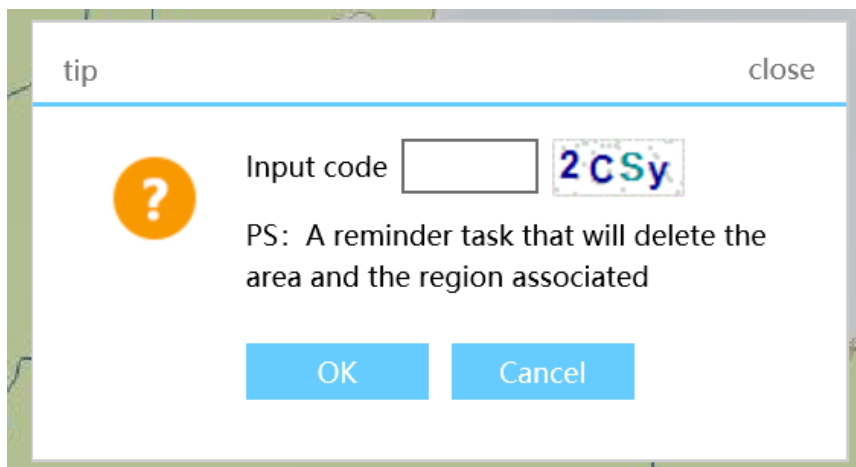 tip
close
Input code
2CSy
?
PS: A reminder task that will delete the
area and the region associated
OK
Cancel